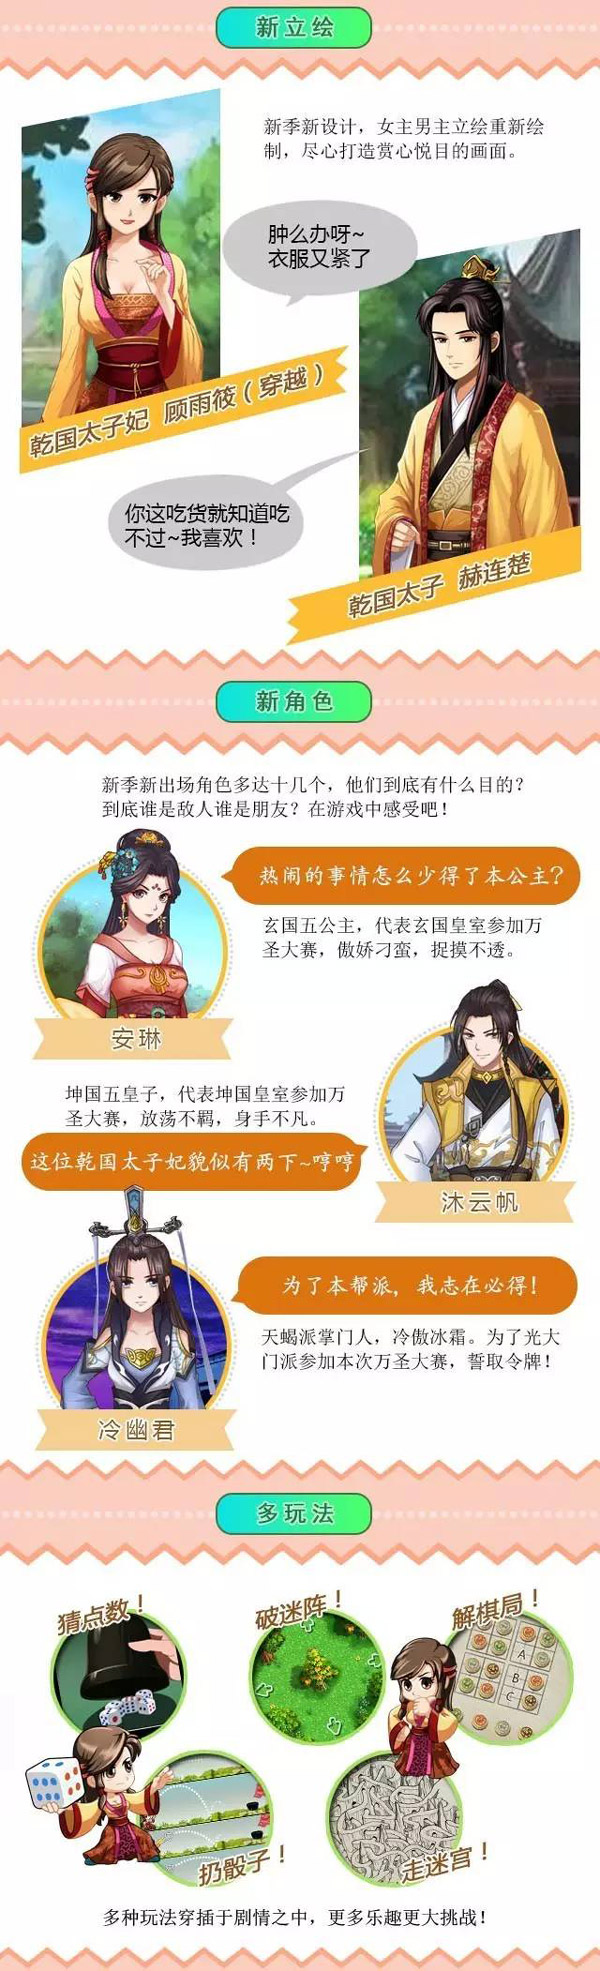 新立绘
新季新设计，女主男主立绘重新绘
制，尽心打造赏心悦目的画面。
肿么办呀~
衣服又紧了
乾国太子妃 顾雨筱（穿越）
你这吃货就知道吃
不过~我喜欢！
乾国太子 赫连楚
新角色
新季新出场角色多达十几个，他们到底有什么目的？
到底谁是敌人谁是朋友？在游戏中感受吧！
热闹的事情怎么少得了本公主？
玄国五公主，代表玄国皇室参加万
圣大赛，傲娇刁蛮，捉摸不透。
安琳
坤国五皇子，代表坤国皇室参加万
圣大赛，放荡不羁，身手不凡。
这位乾国太子妃貌似有两下~哼哼
沐云帆
为了本帮派，我志在必得！
天蝎派掌门人，冷傲冰霜。为了光大
门派参加本次万圣大赛，誓取令牌！
冷幽君
多玩法
猜点数！
破迷阵！
解棋局！
A
B
C
扔骰子！
走迷宫！
多种玩法穿插于剧情之中，更多乐趣更大挑战！